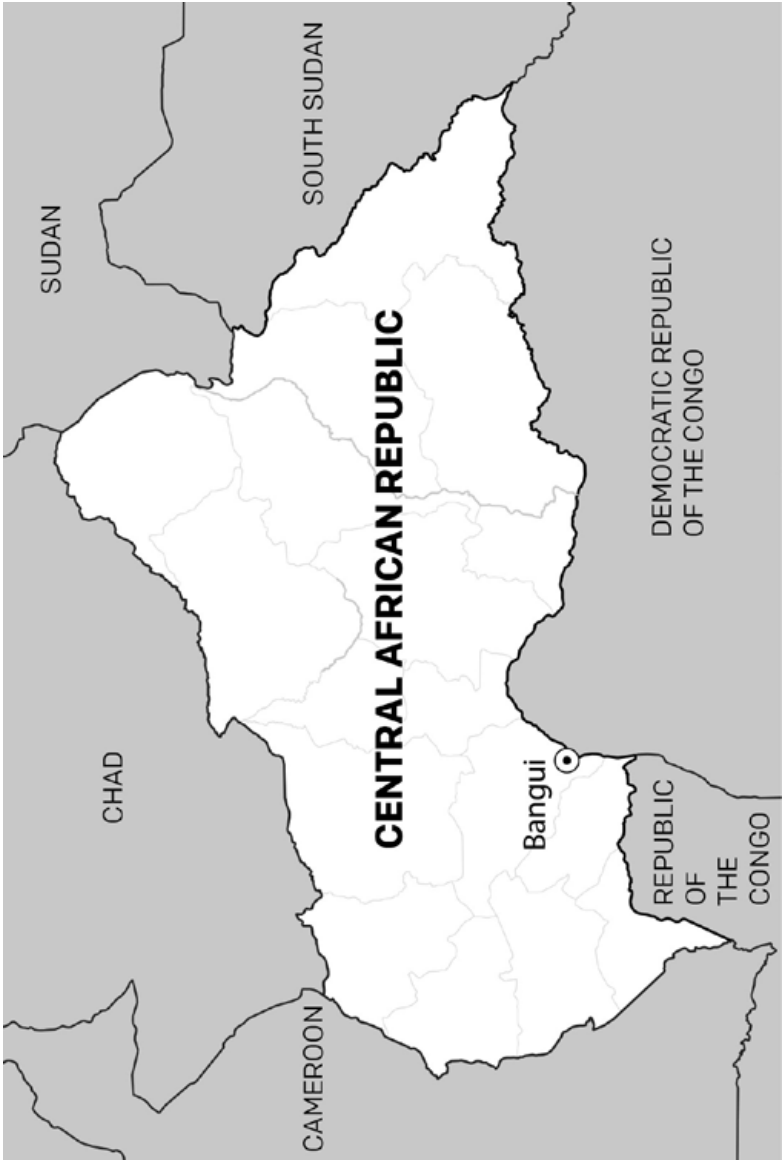 SUDAN
SOUTH SUDAN
CHAD
CENTRAL AFRICAN REPUBLIC
CAMEROON
Bangui
DEMOCRATIC REPUBLIC
OF THE CONGO
REPUBLIC
OF
THE
CONGO